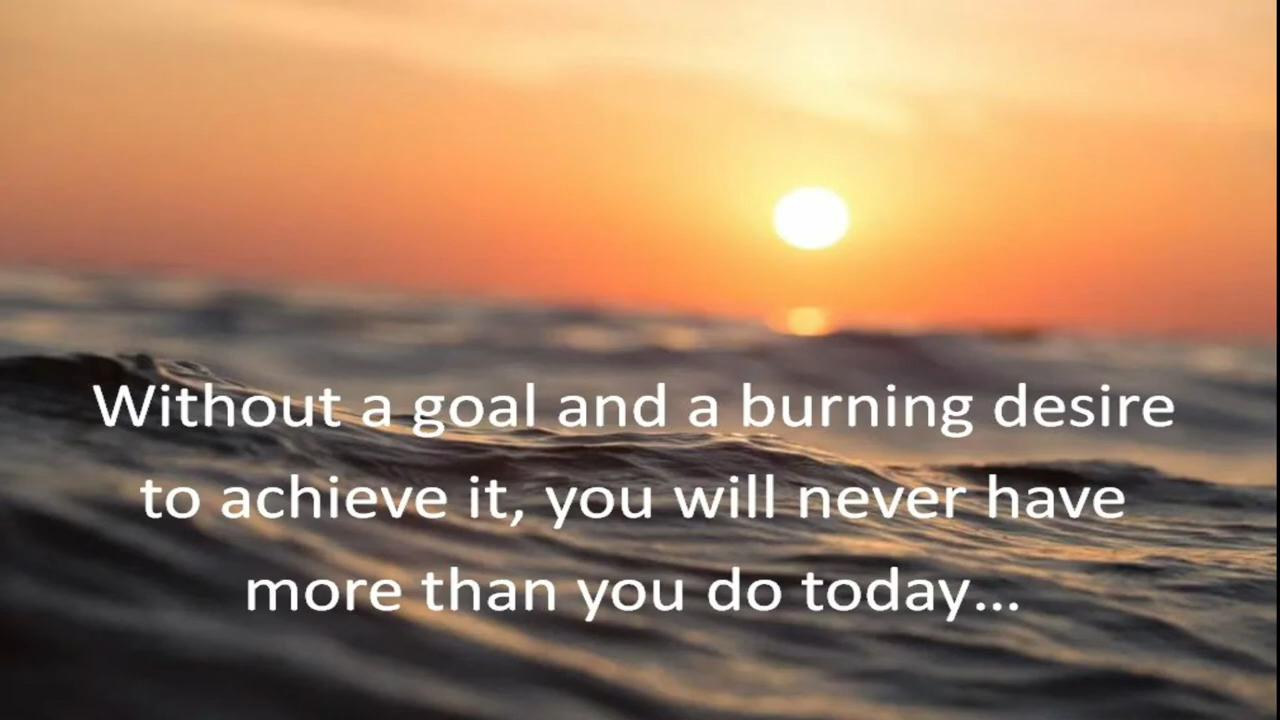 Without a goal and a burning desire
to achieve it, you will never have
more than you do today...